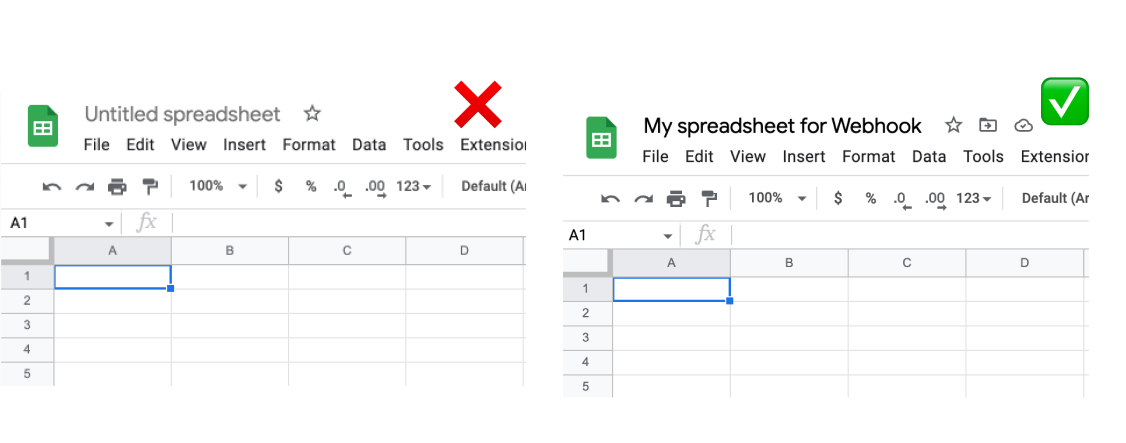 Untitled spreadsheet
File Edit View Insert Format Data Tools Extension
100% $ % .0 .00 123 Default (Ar
A1 fx
A B C D
1
2
3
4
5
My spreadsheet for Webhook
File Edit View Insert Format Data Tools Extension
100% $ % .0 .00 123 Default (Ar
A1 fx
A B C D
1
2
3
4
5